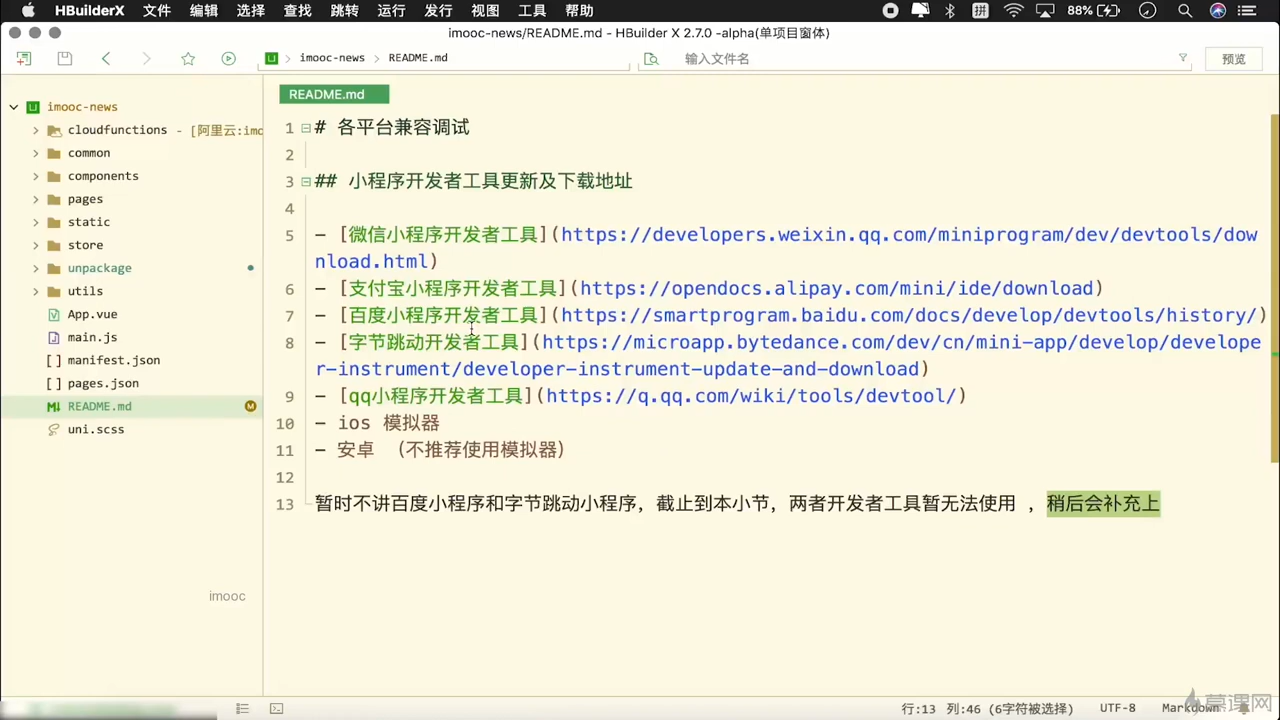 HBuilderX 文件 编辑 选择 查找 跳转 运行 发行 视图 工具 帮助 拼 88%
imooc-news/README.md - HBuilder X 2.7.0 -alpha(单项目窗体)
imooc-news README.md 输入文件名 预览
imooc-news
cloudfunctions - [阿里云:imo
common
components
pages
static
store
unpackage
utils
App.vue
main.js
manifest.json
pages.json
README.md M
uni.scss
imooc
README.md
1 # 各平台兼容调试
2
3 ## 小程序开发者工具更新及下载地址
4
5 - [微信小程序开发者工具](https://developers.weixin.qq.com/miniprogram/dev/devtools/dow
nload.html)
6 - [支付宝小程序开发者工具](https://opendocs.alipay.com/mini/ide/download)
7 - [百度小程序开发者工具](https://smartprogram.baidu.com/docs/develop/devtools/history/)
8 - [字节跳动开发者工具](https://microapp.bytedance.com/dev/cn/mini-app/develop/develope
r-instrument/developer-instrument-update-and-download)
9 - [qq小程序开发者工具](https://q.qq.com/wiki/tools/devtool/)
10 - ios 模拟器
11 - 安卓 （不推荐使用模拟器）
12
13 暂时不讲百度小程序和字节跳动小程序，截止到本小节，两者开发者工具暂无法使用 ，稍后会补充上
行:13 列:46 (6字符被选择) UTF-8 Markdown
慕课网